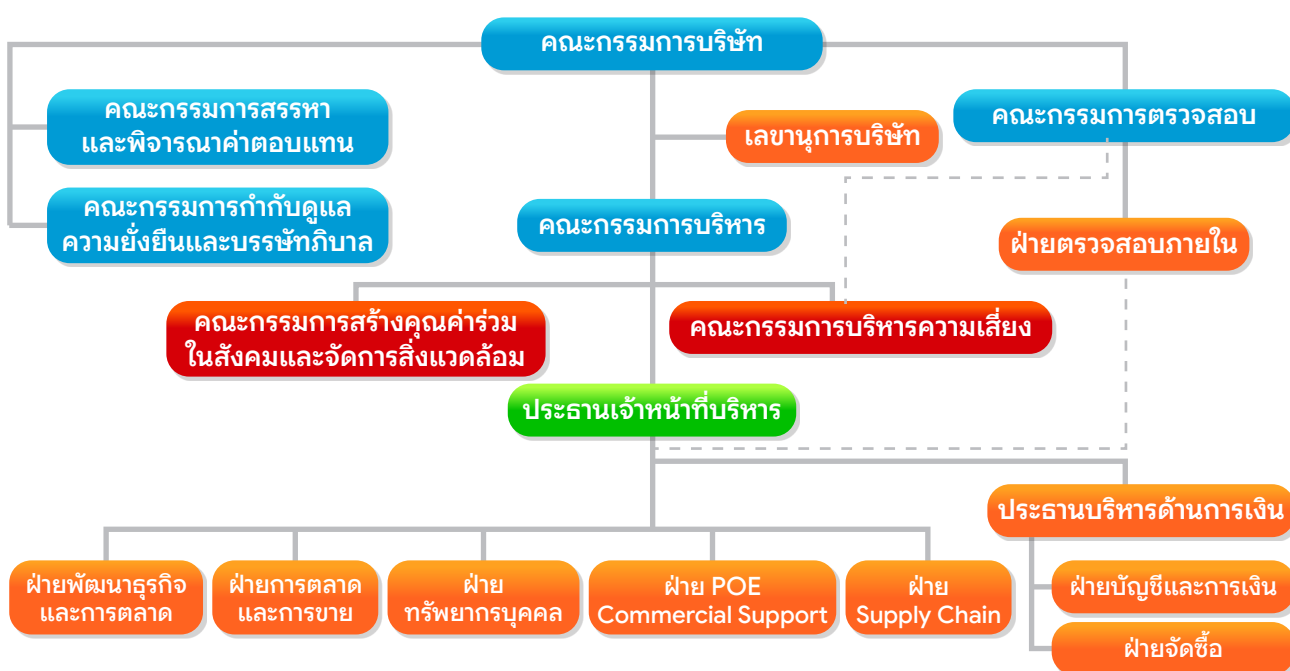 คณะกรรมการบริษัท
คณะกรรมการสรรหา
และพิจารณาค่าตอบแทน
เลขานุการบริษัท
คณะกรรมการตรวจสอบ
คณะกรรมการกำกับดูแล
ความยั่งยืนและบรรษัทภิบาล
คณะกรรมการบริหาร
ฝ่ายตรวจสอบภายใน
คณะกรรมการสร้างคุณค่าร่วม
ในสังคมและจัดการสิ่งแวดล้อม
คณะกรรมการบริหารความเสี่ยง
ประธานเจ้าหน้าที่บริหาร
ประธานบริหารด้านการเงิน
ฝ่ายพัฒนาธุรกิจ
และการตลาด
ฝ่ายการตลาด
และการขาย
ฝ่าย
ทรัพยากรบุคคล
ฝ่าย POE
Commercial Support
ฝ่าย
Supply Chain
ฝ่ายบัญชีและการเงิน
ฝ่ายจัดซื้อ